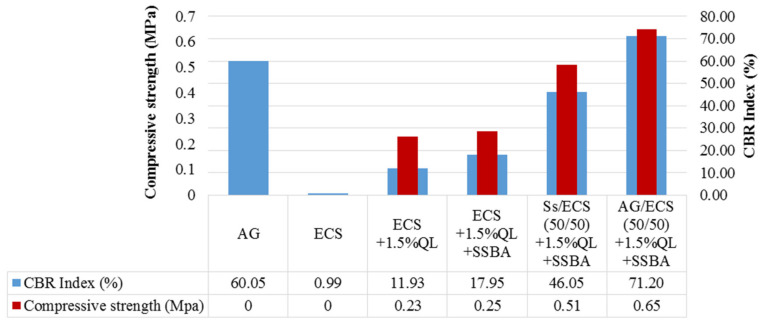 Compressive strength (MPa)
0.7
0.6
0.5
0.4
0.3
0.2
0.1
0
80.00
70.00
60.00
50.00
40.00
30.00
20.00
10.00
0.00
CBR Index (%)
AG
ECS
ECS
+1.5%QL
ECS
+1.5%QL
+SSBA
Ss/ECS
(50/50)
+1.5%QL
+SSBA
AG/ECS
(50/50)
+1.5%QL
+SSBA
CBR Index (%) 60.05 0.99 11.93 17.95 46.05 71.20
Compressive strength (Mpa) 0 0 0.23 0.25 0.51 0.65